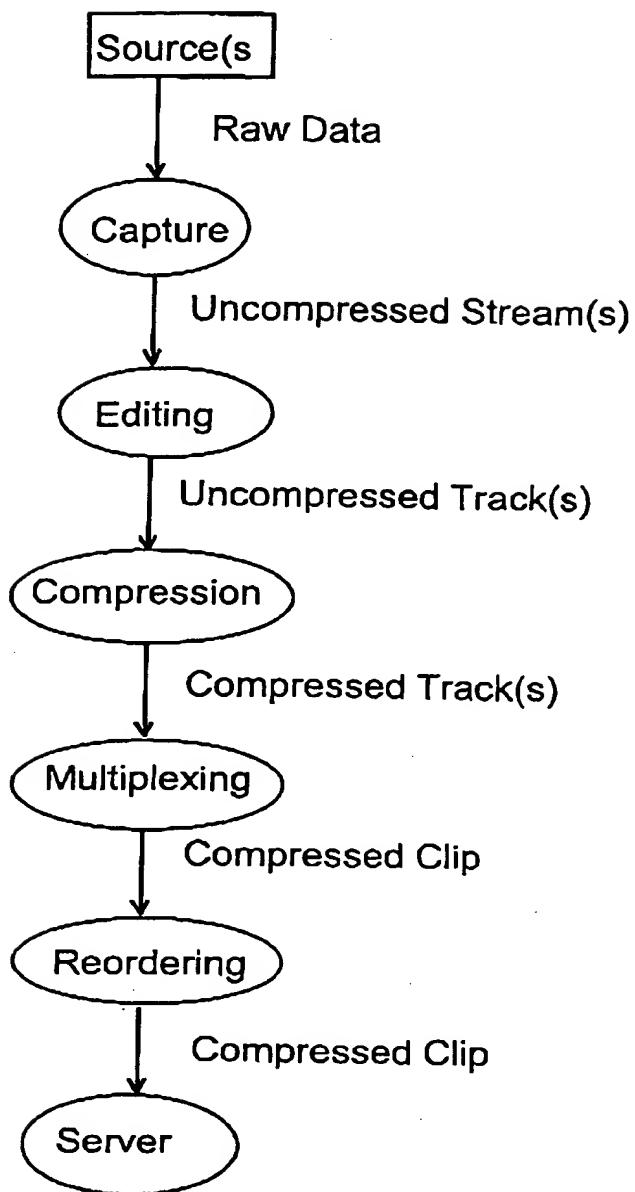 Source(s
Raw Data
Capture
Uncompressed Stream(s)
Editing
Uncompressed Track(s)
Compression
Compressed Track(s)
Multiplexing
Compressed Clip
Reordering
Compressed Clip
Server